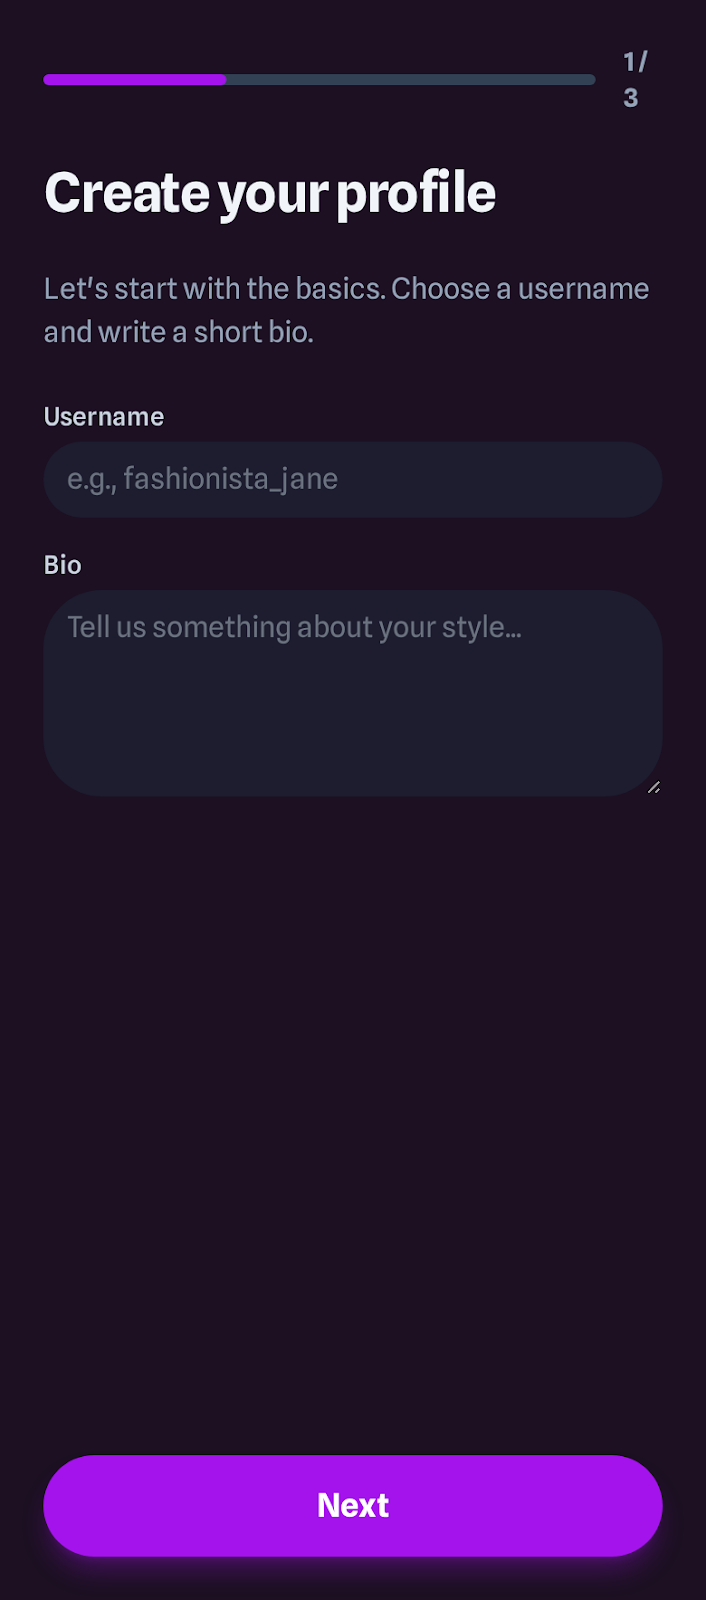 1/
3
Create your profile
Let's start with the basics. Choose a username
and write a short bio.
Username
e.g., fashionista_jane
Bio
Tell us something about your style...
Next